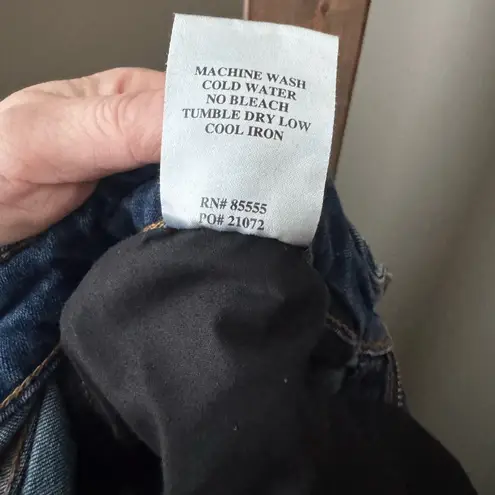 MACHINE WASH
COLD WATER
NO BLEACH
TUMBLE DRY LOW
COOL IRON
RN# 85555
PO# 21072